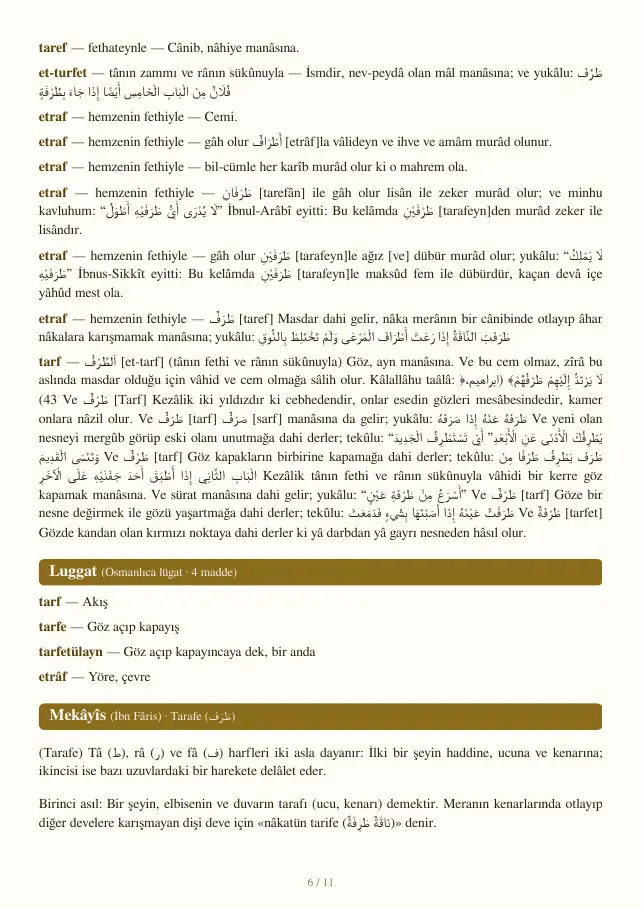 taref — fethateynle — Cânib, nâhiye manâsına.
et-turfet — tânın zammı ve rânın sükûnuyla — İsmdir, nev-peydâ olan mâl manâsına; ve yukâlu: طَرُفَ
فُلَانٌ مِنَ الْبَابِ الْخَامِسِ أَيْضًا إِذَا جَاءَ بِطُرْفَةٍ
etraf — hemzenin fethiyle — Cemi.
etraf — hemzenin fethiyle — gâh olur أَطْرَافٌ [etrâf]la vâlideyn ve ihve ve amâm murâd olunur.
etraf — hemzenin fethiyle — bil-cümle her karîb murâd olur ki o mahrem ola.
etraf — hemzenin fethiyle — طَرَفَانِ [tarefân] ile gâh olur lisân ile zeker murâd olur; ve minhu
kavluhum: “لَا يُدْرَى أَيُّ طَرَفَيْهِ أَطْوَلُ” İbnul-Arâbî eyitti: Bu kelâmda طَرَفَيْنِ [tarafeyn]den murâd zeker ile
lisândır.
etraf — hemzenin fethiyle — gâh olur طَرَفَيْنِ [tarafeyn]le ağız [ve] dübür murâd olur; yukâlu: “لَا يَمْلِكُ
طَرَفَيْهِ” İbnus-Sikkît eyitti: Bu kelâmda طَرَفَيْنِ [tarafeyn]le maksûd fem ile dübürdür, kaçan devâ içe
yâhûd mest ola.
etraf — hemzenin fethiyle — طَرَفٌ [taref] Masdar dahi gelir, nâka merânın bir cânibinde otlayıp âhar
nâkalara karışmamak manâsına; yukâlu: طَرَفَتِ النَّاقَةُ إِذَا رَعَتْ أَطْرَافَ الْمَرْعَى وَلَمْ تَخْتَلِطْ بِالنُّوقِ
tarf — اَلطَّرْفُ [et-tarf] (tânın fethi ve rânın sükûnuyla) Göz, ayn manâsına. Ve bu cem olmaz, zîrâ bu
aslında masdar olduğu için vâhid ve cem olmağa sâlih olur. Kâlallâhu taâlâ: ﴿لَا يَرْتَدُّ إِلَيْهِمْ طَرْفُهُمْ﴾ (ابراهيم،
43) Ve طَرْفٌ [Tarf] Kezâlik iki yıldızdır ki cebhedendir, onlar esedin gözleri mesâbesindedir, kamer
onlara nâzil olur. Ve طَرْفٌ [tarf] صَرْفٌ [sarf] manâsına da gelir; yukâlu: طَرَفَهُ عَنْهُ إِذَا صَرَفَهُ Ve yeni olan
nesneyi mergûb görüp eski olanı unutmağa dahi derler; tekûlu: “يَطْرِفُكَ الْأَدْنَى عَنِ الْأَبْعَدِ” أَيْ تَسْتَطْرِفُ الْجَدِيدَ
وَتَنْسَى الْقَدِيمَ Ve طَرْفٌ [tarf] Göz kapakların birbirine kapamağa dahi derler; tekûlu: طَرَفَ يَطْرِفُ طَرْفًا مِنَ
الْبَابِ الثَّانِى إِذَا أَطْبَقَ أَحَدَ جَفْنَيْهِ عَلَى الْآخَرِ Kezâlik tânın fethi ve rânın sükûnuyla vâhidi bir kerre göz
kapamak manâsına. Ve sürat manâsına dahi gelir; yukâlu: “أَسْرَعُ مِنْ طَرْفَةِ عَيْنٍ” Ve طَرْفٌ [tarf] Göze bir
nesne değirmek ile gözü yaşartmağa dahi derler; tekûlu: طَرَفْتُ عَيْنَهُ إِذَا أَصَبْتَهَا بِشَيْءٍ فَدَمَعَتْ Ve طَرْفَةٌ [tarfet]
Gözde kandan olan kırmızı noktaya dahi derler ki yâ darbdan yâ gayrı nesneden hâsıl olur.
Luggat (Osmanlıca lügat · 4 madde)
tarf — Akış
tarfe — Göz açıp kapayış
tarfetülayn — Göz açıp kapayıncaya dek, bir anda
etrâf — Yöre, çevre
Mekâyîs (İbn Fâris) · Tarafe (طَرَفَ)
(Tarafe) Tâ (ط), râ (ر) ve fâ (ف) harfleri iki asla dayanır: İlki bir şeyin haddine, ucuna ve kenarına;
ikincisi ise bazı uzuvlardaki bir harekete delâlet eder.
Birinci asıl: Bir şeyin, elbisenin ve duvarın tarafı (ucu, kenarı) demektir. Meranın kenarlarında otlayıp
diğer develere karışmayan dişi deve için «nâkatün tarife (نَاقَةٌ طَرِفَةٌ)» denir.
6 / 11